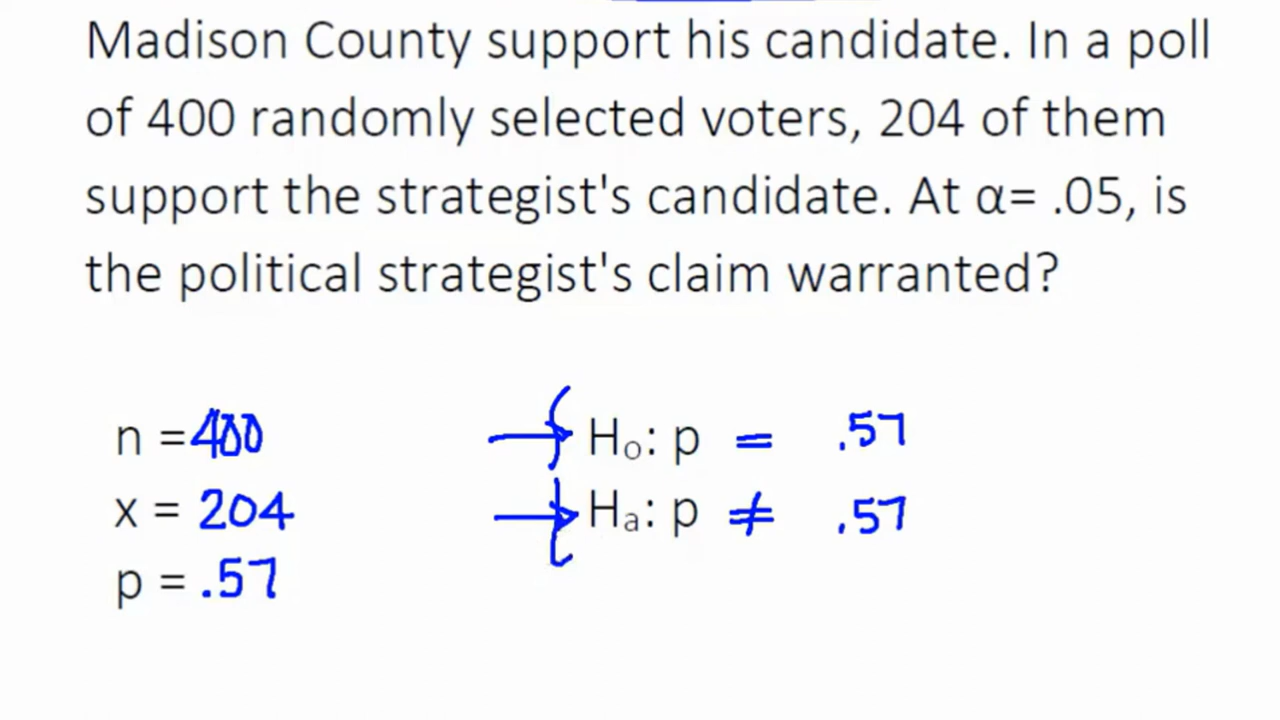 Madison County support his candidate. In a poll
of 400 randomly selected voters, 204 of them
support the strategist's candidate. At α= .05, is
the political strategist's claim warranted?
n =400
x = 204
p = .57
Ho: p = .57
Ha: p ≠ .57